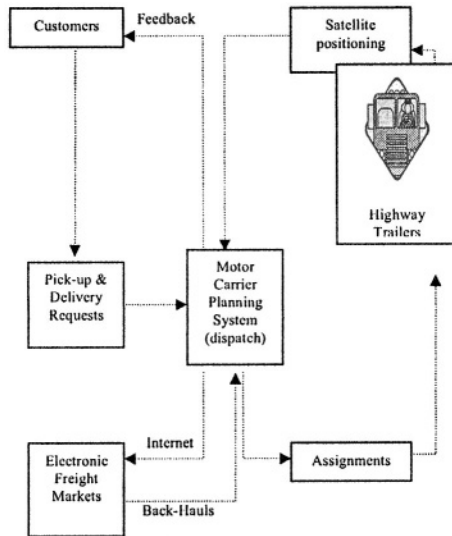 Customers
Feedback
Satellite
positioning
Highway
Trailers
Pick-up &
Delivery
Requests
Motor
Carrier
Planning
System
(dispatch)
Internet
Electronic
Freight
Markets
Back-Hauls
Assignments